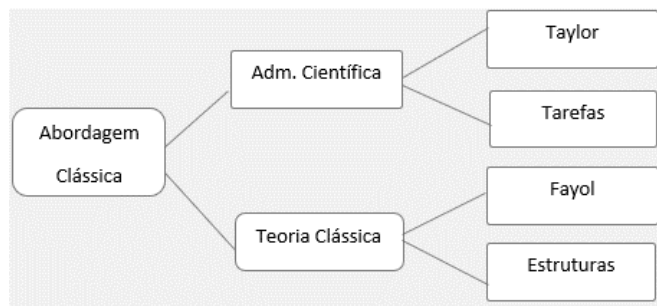 Taylor
Adm. Científica
Tarefas
Abordagem
Clássica
Fayol
Teoria Clássica
Estruturas